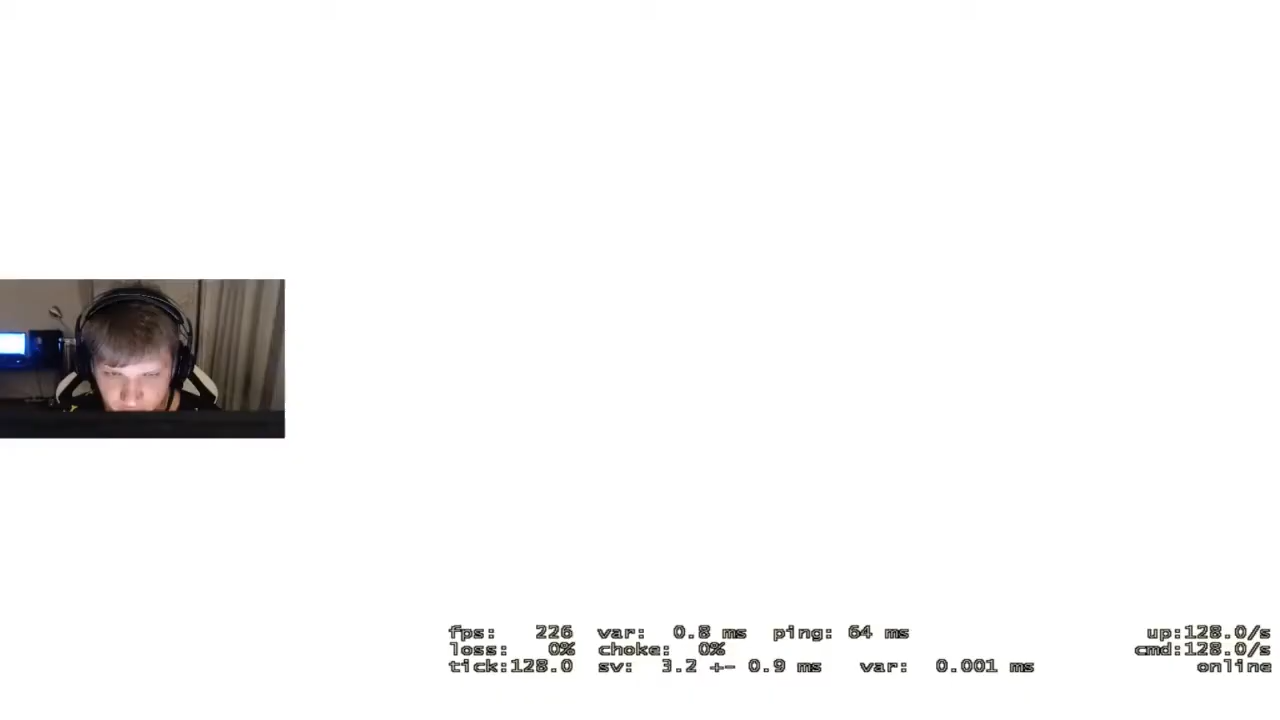 fps: 226 var: 0.8 ms ping: 64 ms up:128.0/s
loss: 0% choke: 0% cmd:128.0/s
tick:128.0 sv: 3.2 +- 0.9 ms var: 0.001 ms online